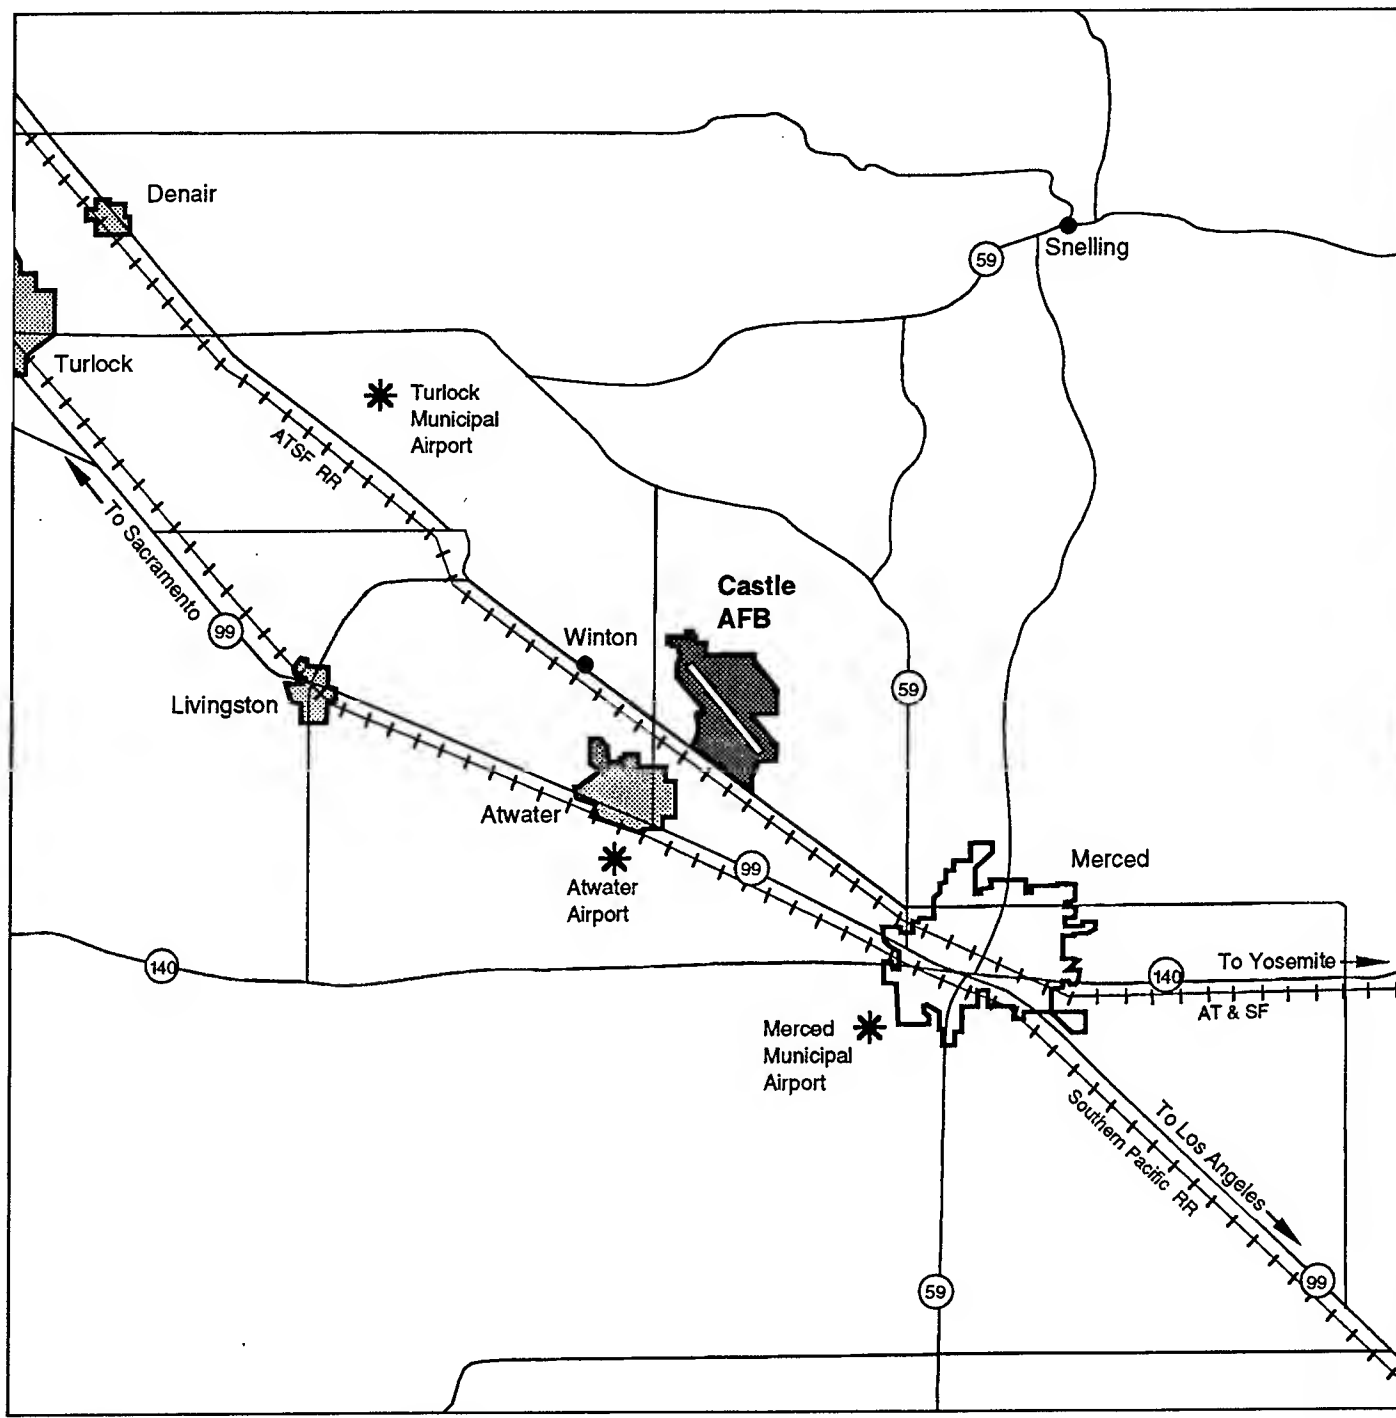 Denair
59
Snelling
Turlock
Turlock
Municipal
Airport
ATSF RR
To Sacramento
99
Castle
AFB
Winton
59
Livingston
Atwater
99
Merced
Atwater
Airport
140
To Yosemite
140
AT & SF
Merced
Municipal
Airport
To Los Angeles
Southern Pacific RR
99
59